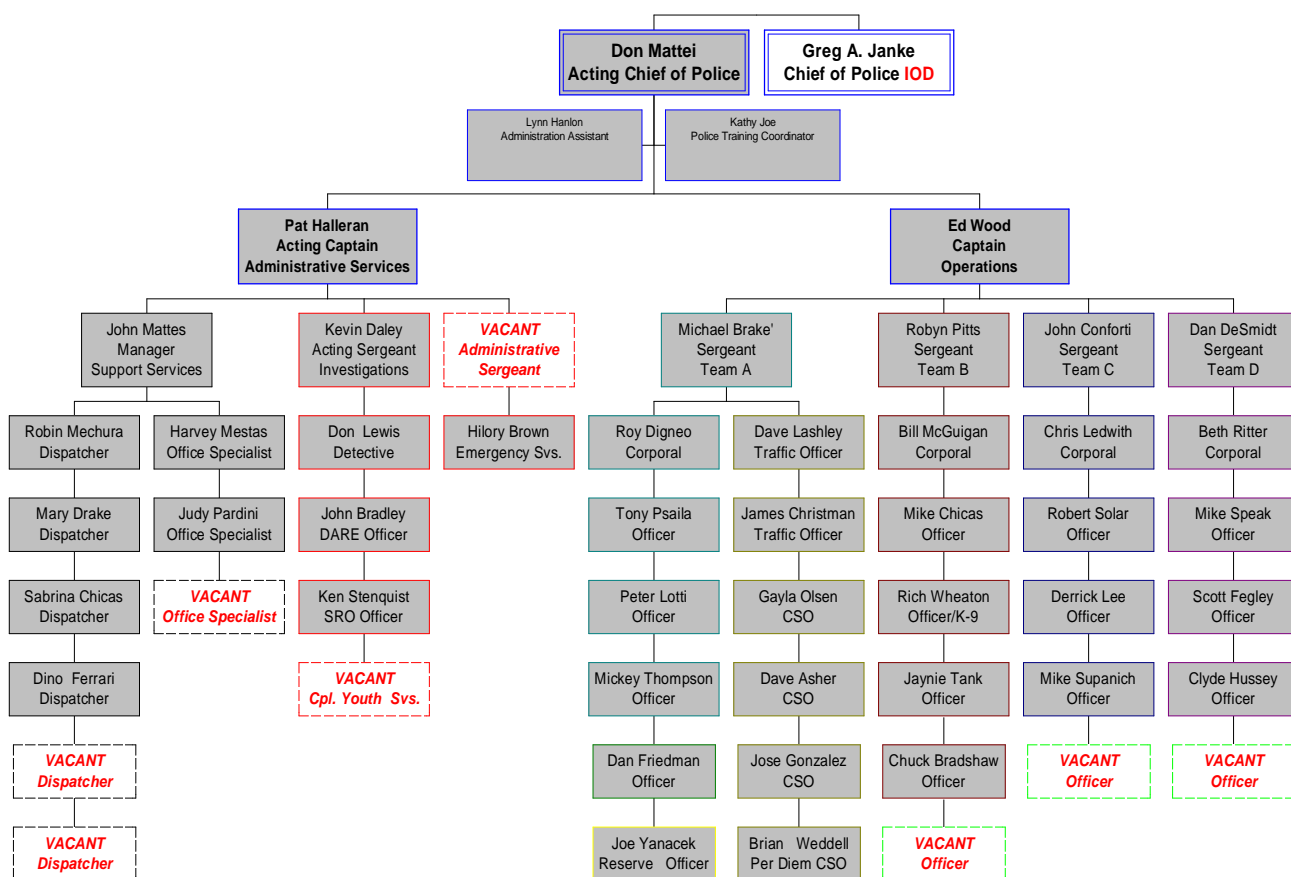 Don Mattei
Acting Chief of Police
Greg A. Janke
Chief of Police IOD
Lynn Hanlon
Administration Assistant
Kathy Joe
Police Training Coordinator
Pat Halleran
Acting Captain
Administrative Services
Ed Wood
Captain
Operations
John Mattes
Manager
Support Services
Kevin Daley
Acting Sergeant
Investigations
VACANT
Administrative
Sergeant
Michael Brake'
Sergeant
Team A
Robyn Pitts
Sergeant
Team B
John Conforti
Sergeant
Team C
Dan DeSmidt
Sergeant
Team D
Robin Mechura
Dispatcher
Harvey Mestas
Office Specialist
Don Lewis
Detective
Hilory Brown
Emergency Svs.
Roy Digneo
Corporal
Dave Lashley
Traffic Officer
Bill McGuigan
Corporal
Chris Ledwith
Corporal
Beth Ritter
Corporal
Mary Drake
Dispatcher
Judy Pardini
Office Specialist
John Bradley
DARE Officer
Tony Psaila
Officer
James Christman
Traffic Officer
Mike Chicas
Officer
Robert Solar
Officer
Mike Speak
Officer
Sabrina Chicas
Dispatcher
VACANT
Office Specialist
Ken Stenquist
SRO Officer
Peter Lotti
Officer
Gayla Olsen
CSO
Rich Wheaton
Officer/K-9
Derrick Lee
Officer
Scott Fegley
Officer
Dino Ferrari
Dispatcher
VACANT
Cpl. Youth Svs.
Mickey Thompson
Officer
Dave Asher
CSO
Jaynie Tank
Officer
Mike Supanich
Officer
Clyde Hussey
Officer
VACANT
Dispatcher
Dan Friedman
Officer
Jose Gonzalez
CSO
Chuck Bradshaw
Officer
VACANT
Officer
VACANT
Officer
VACANT
Dispatcher
Joe Yanacek
Reserve Officer
Brian Weddell
Per Diem CSO
VACANT
Officer